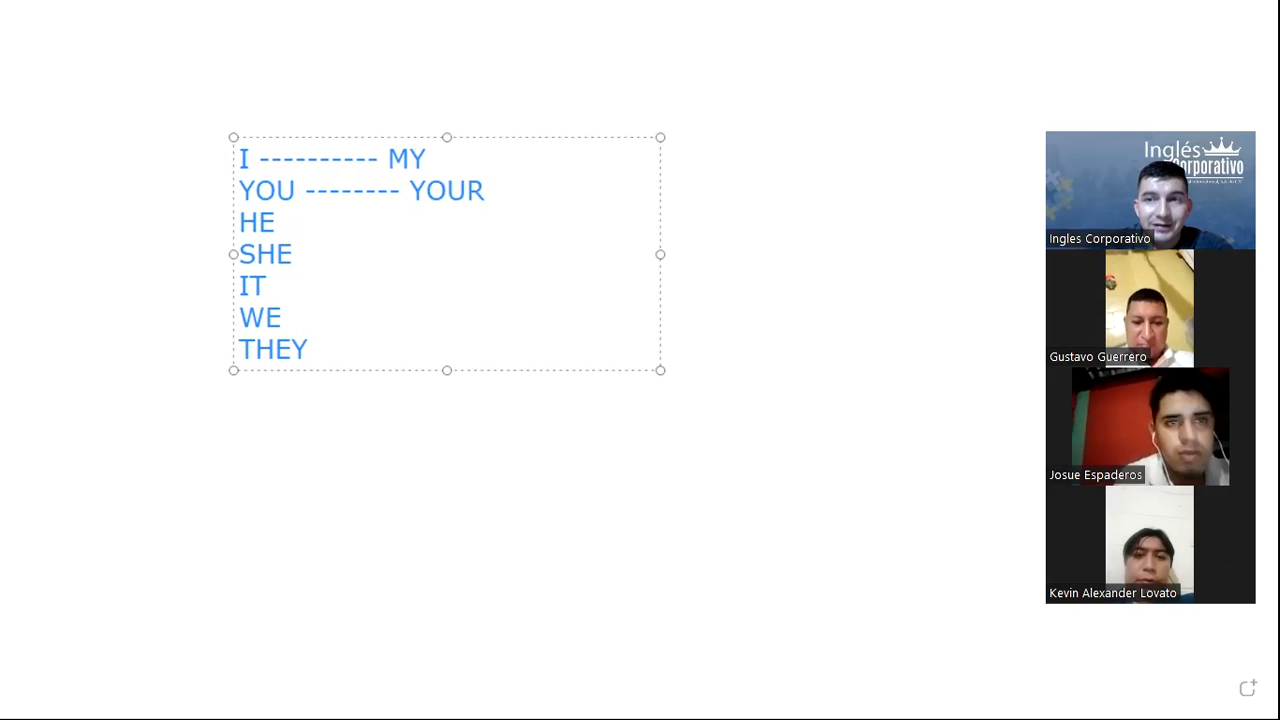 I ---------- MY
YOU -------- YOUR
HE
SHE
IT
WE
THEY
Inglés
Corporativo
Ingles Corporativo
Gustavo Guerrero
Josue Espaderos
Kevin Alexander Lovato